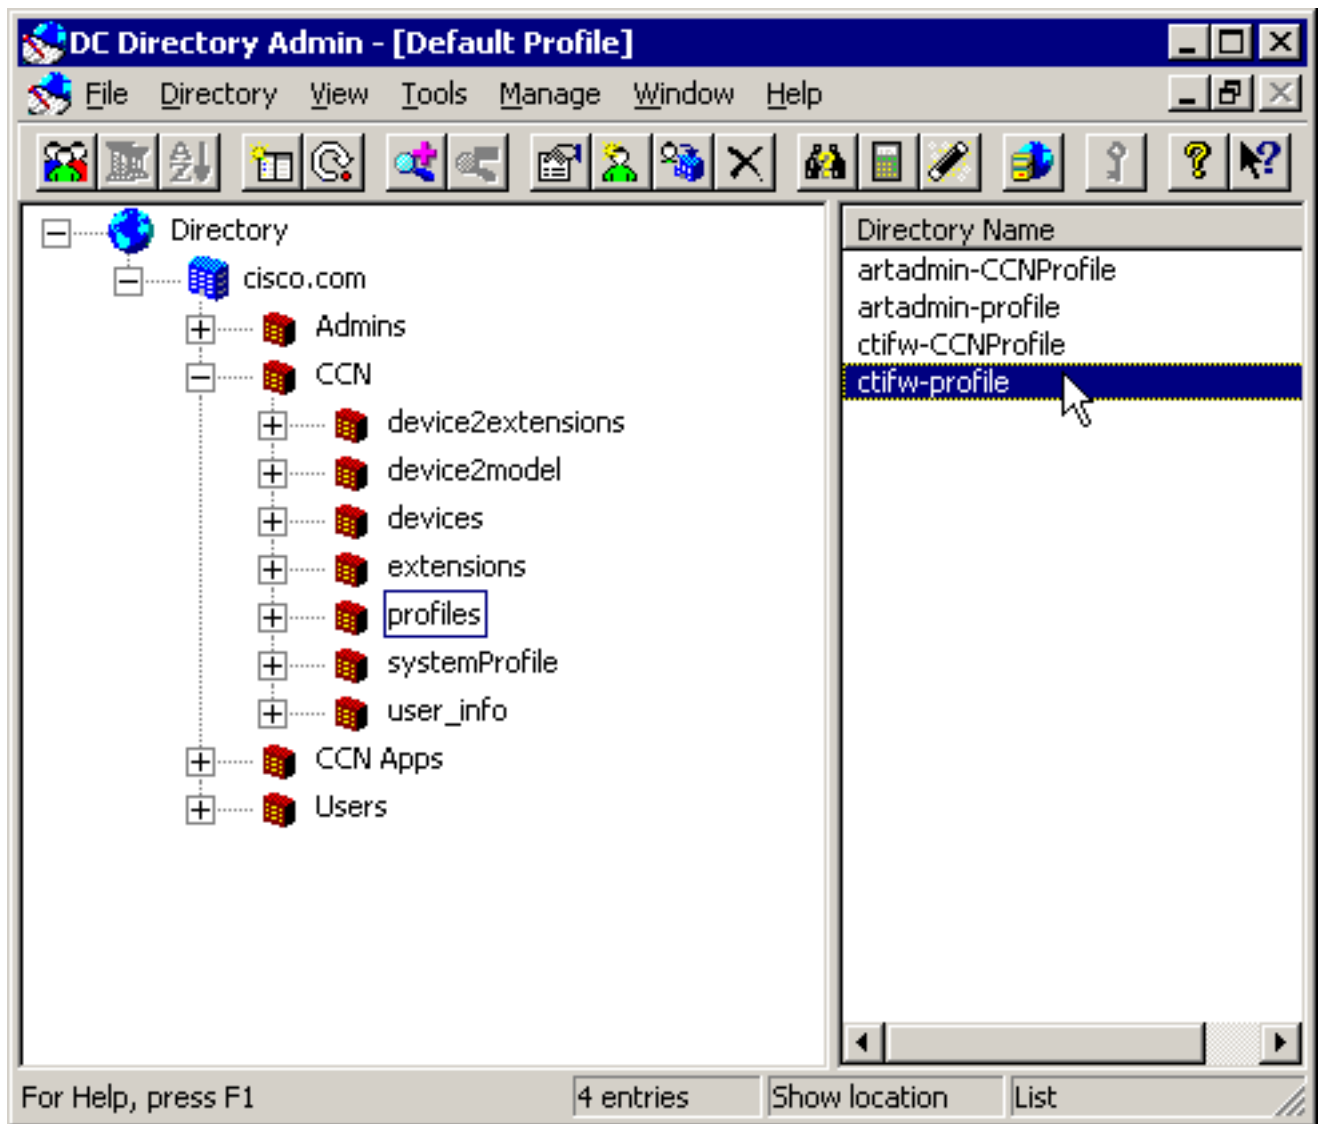 DC Directory Admin - [Default Profile]
File Directory View Tools Manage Window Help
Directory
cisco.com
Admins
CCN
device2extensions
device2model
devices
extensions
profiles
systemProfile
user_info
CCN Apps
Users
Directory Name
artadmin-CCNProfile
artadmin-profile
ctifw-CCNProfile
ctifw-profile
For Help, press F1 4 entries Show location List